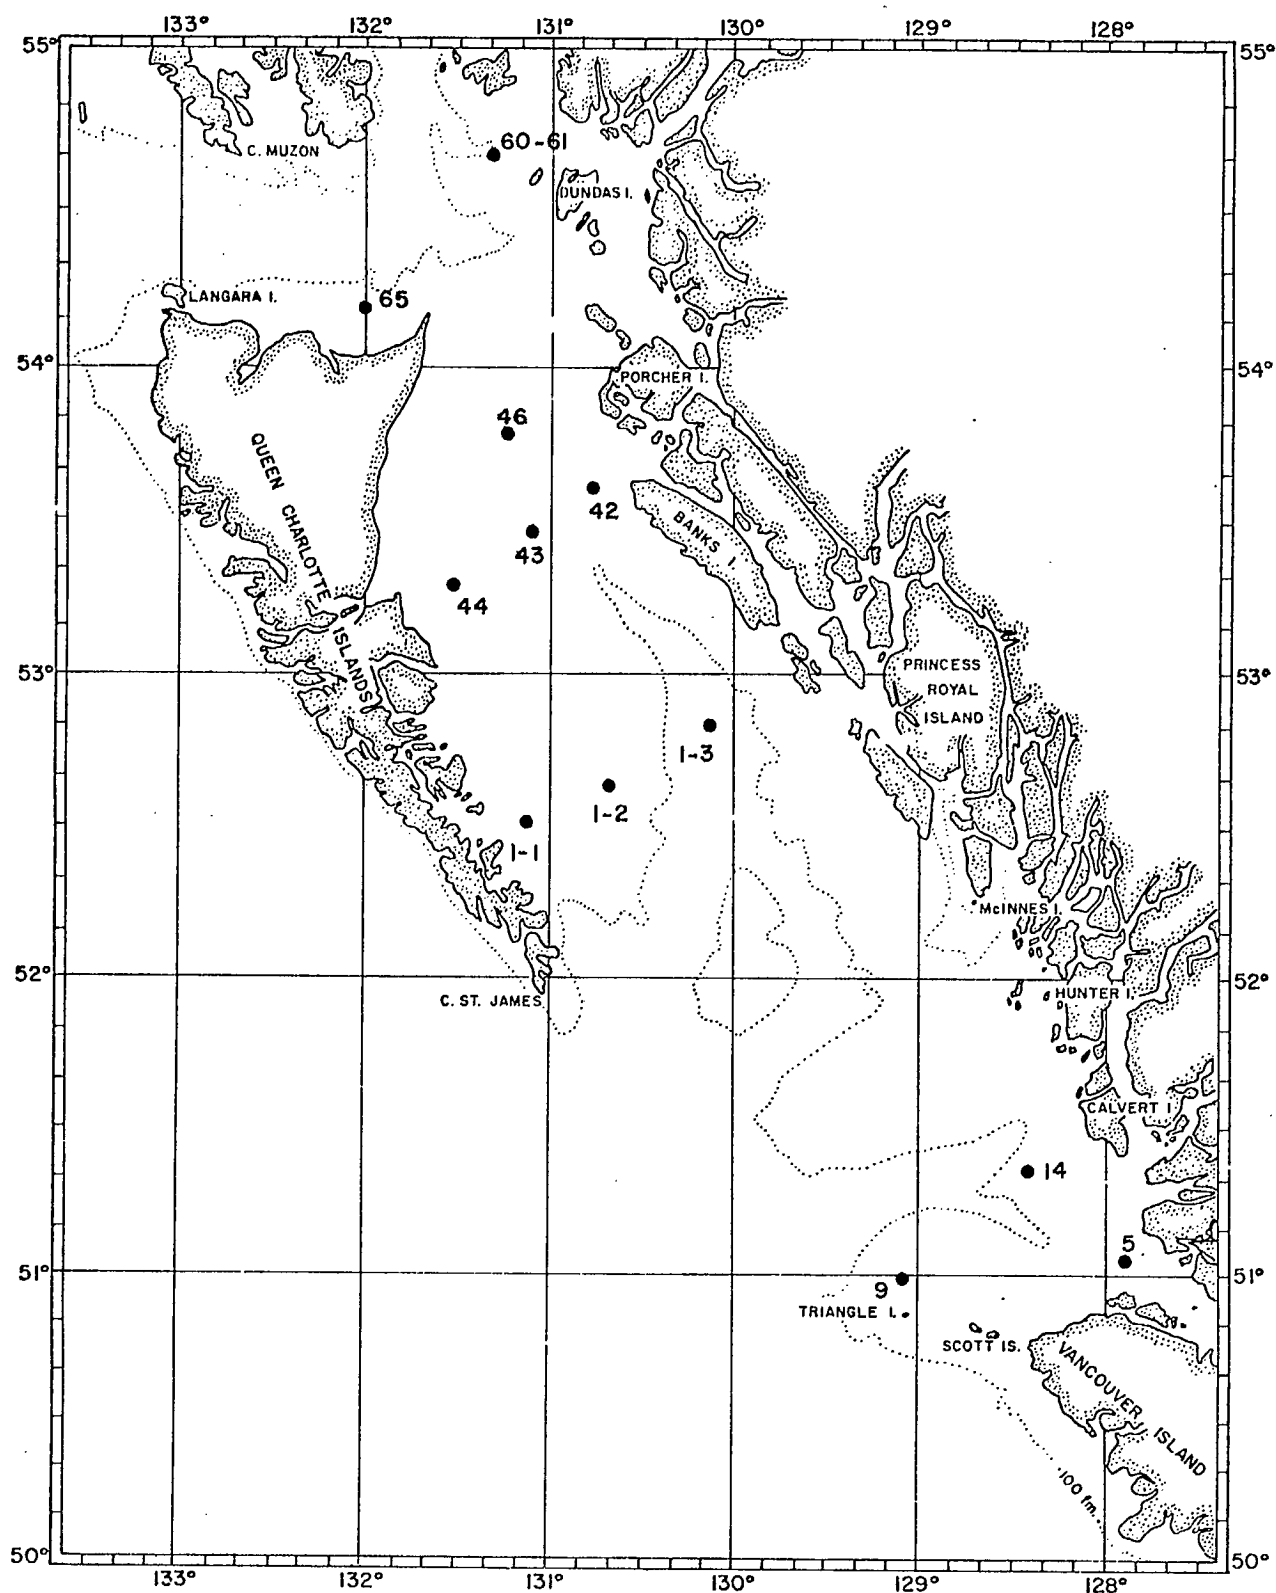 133° 132° 131° 130° 129° 128°
55° 55°
C. MUZON
60-61
DUNDAS I.
LANGARA I.
65
54° 54°
PORCHER I.
46
QUEEN CHARLOTTE ISLANDS
42
BANKS I.
43
44
53° 53°
PRINCESS
ROYAL
ISLAND
1-3
1-2
1-1
McINNES I.
52° 52°
C. ST. JAMES
HUNTER I.
CALVERT I
14
5
51° 51°
9
TRIANGLE I.
SCOTT IS.
VANCOUVER ISLAND
100 fm.
50° 50°
133° 132° 131° 130° 129° 128°